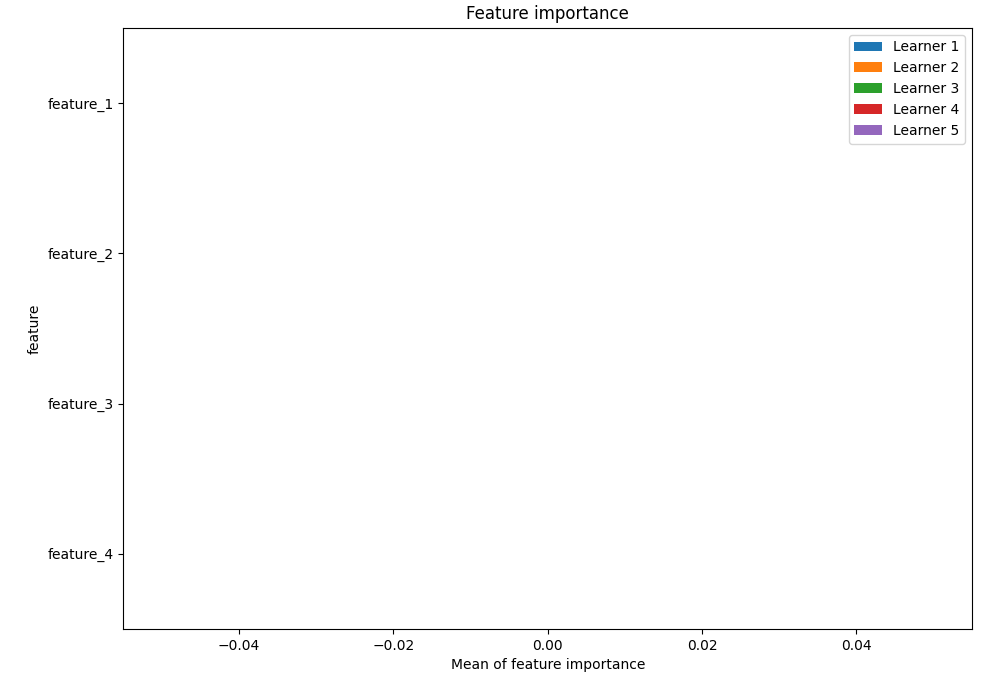 Feature importance
Learner 1
Learner 2
Learner 3
Learner 4
Learner 5
feature_1
feature_2
feature_3
feature_4
feature
−0.04
−0.02
0.00
0.02
0.04
Mean of feature importance